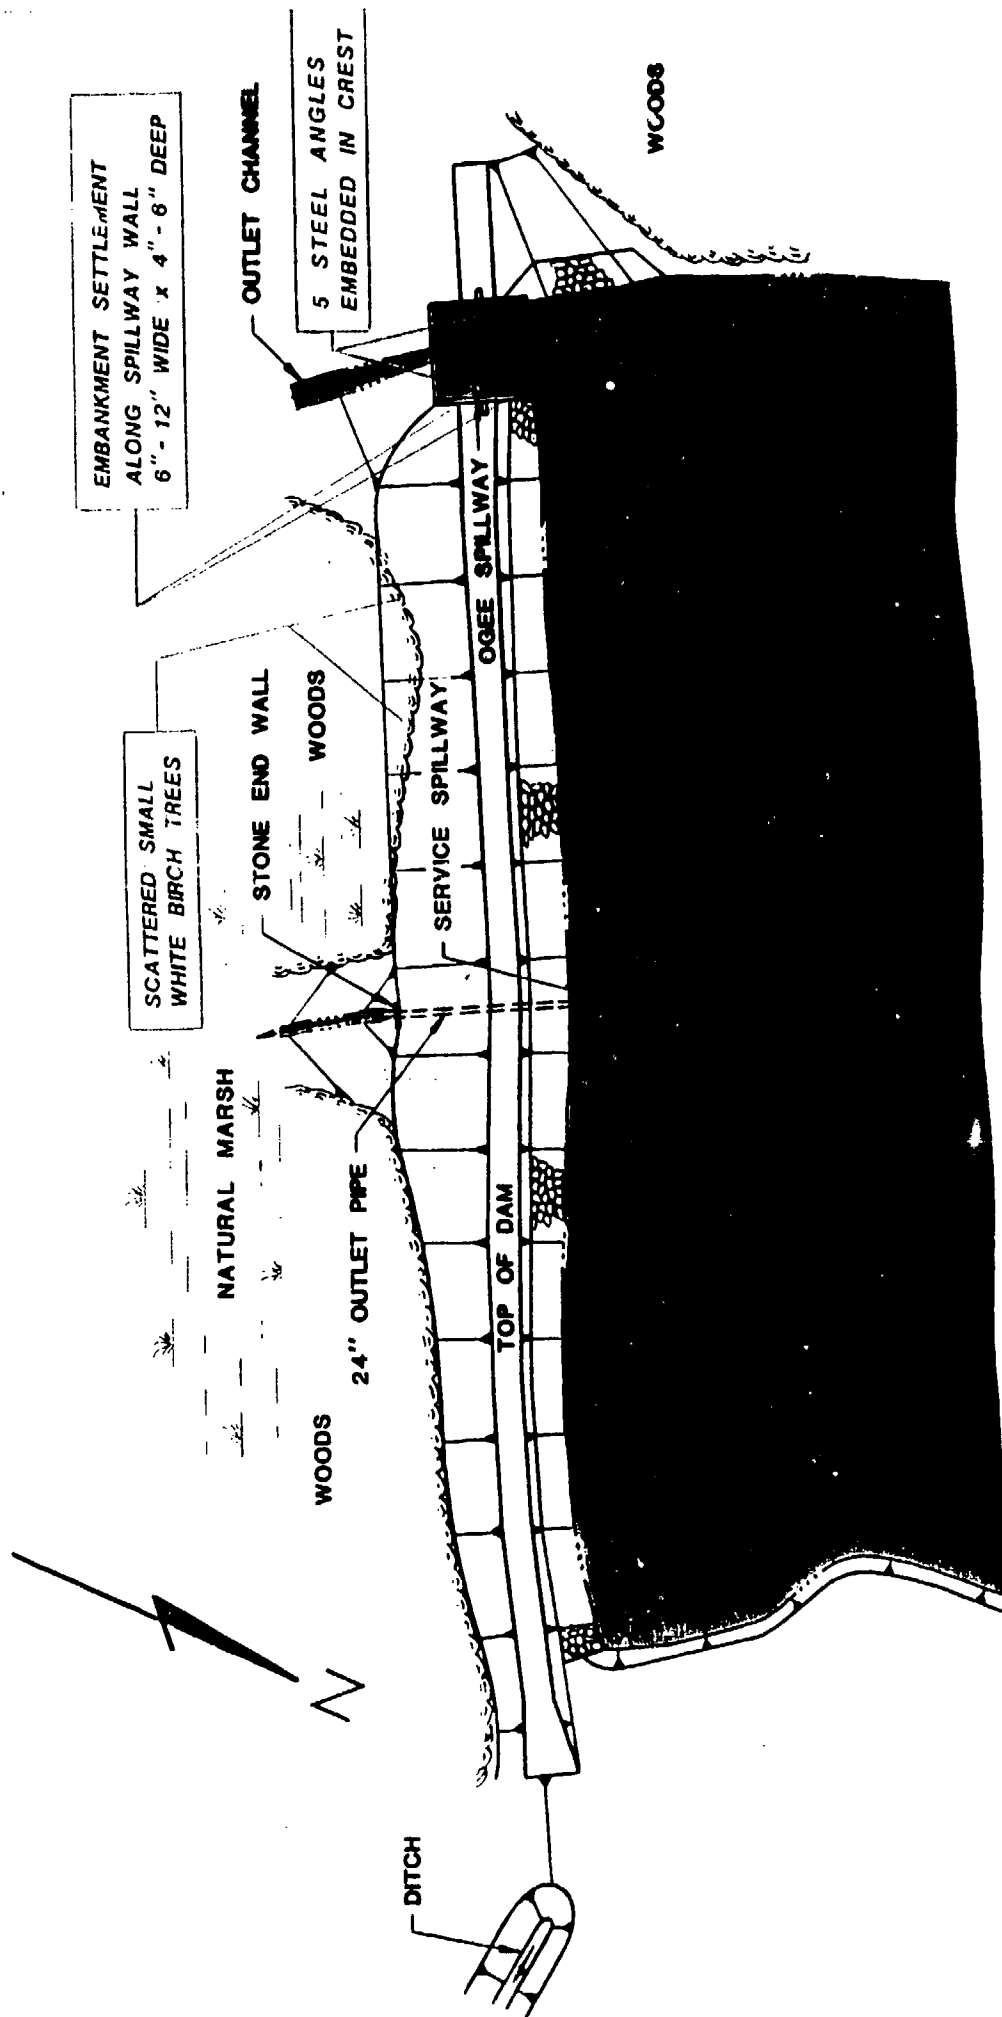 EMBANKMENT SETTLEMENT
ALONG SPILLWAY WALL
6" - 12" WIDE x 4" - 6" DEEP
OUTLET CHANNEL
5 STEEL ANGLES
EMBEDDED IN CREST
WOODS
SCATTERED SMALL
WHITE BIRCH TREES
STONE END WALL
WOODS
OGEE SPILLWAY
SERVICE SPILLWAY
NATURAL MARSH
24" OUTLET PIPE
TOP OF DAM
WOODS
N
DITCH